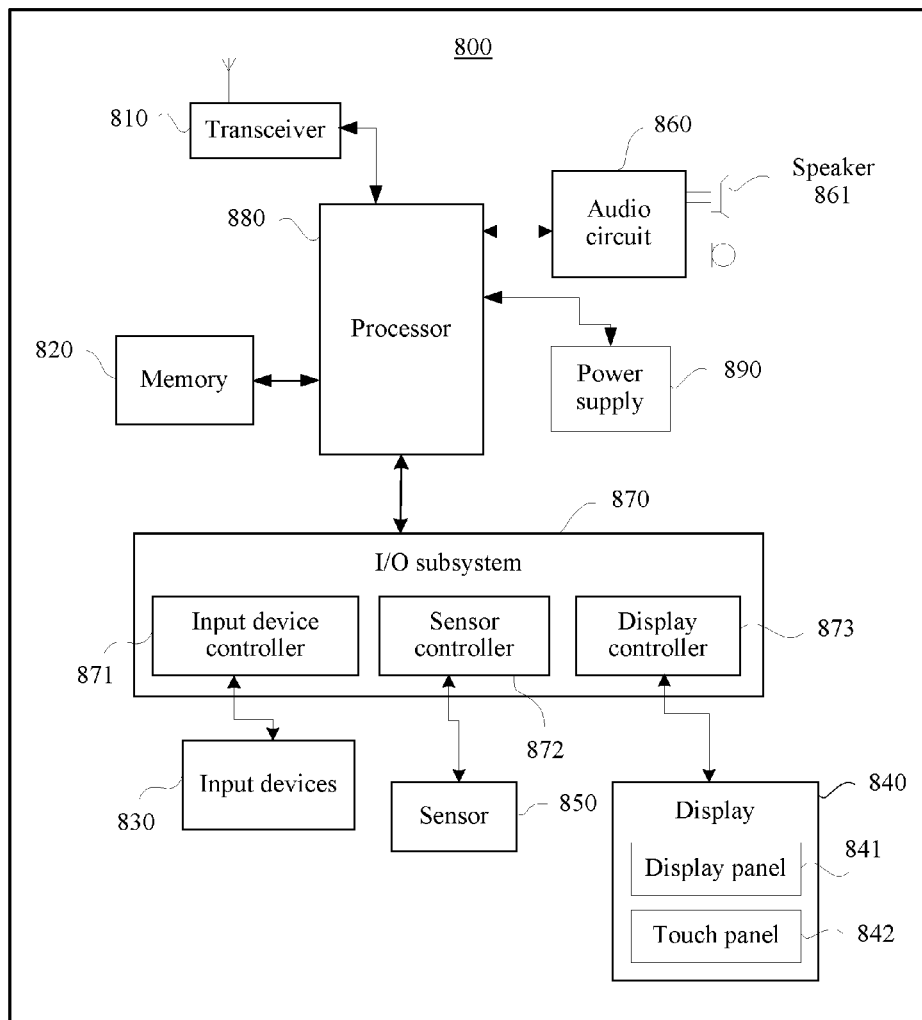 800
810
Transceiver
860
Speaker
861
Audio
circuit
880
Processor
820
Memory
Power
supply
890
870
I/O subsystem
Input device
controller
871
Sensor
controller
872
Display
controller
873
Input devices
830
Sensor
850
840
Display
Display panel
841
Touch panel
842